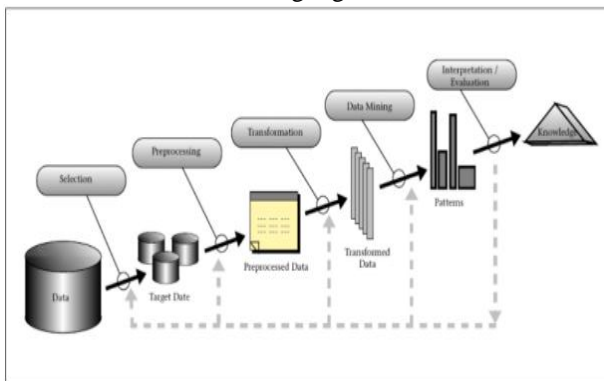 Interpretation /
Evaluation
Data Mining
Transformation
Preprocessing
Selection
Knowledge
Patterns
Transformed
Data
Preprocessed Data
Target Date
Data